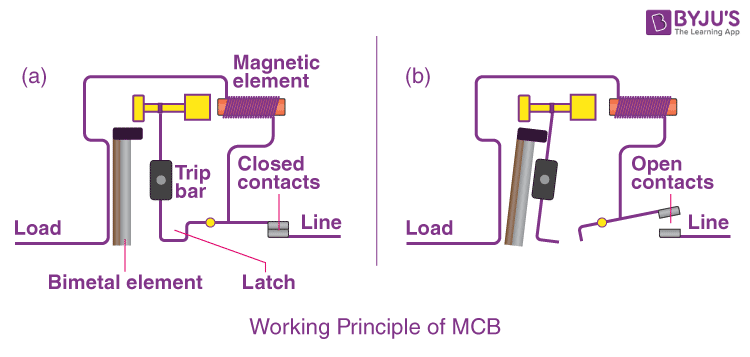 BYJU'S
The Learning App
(a)
Magnetic
element
Trip
bar
Closed
contacts
Load
Line
Bimetal element
Latch
(b)
Open
contacts
Load
Line
Working Principle of MCB